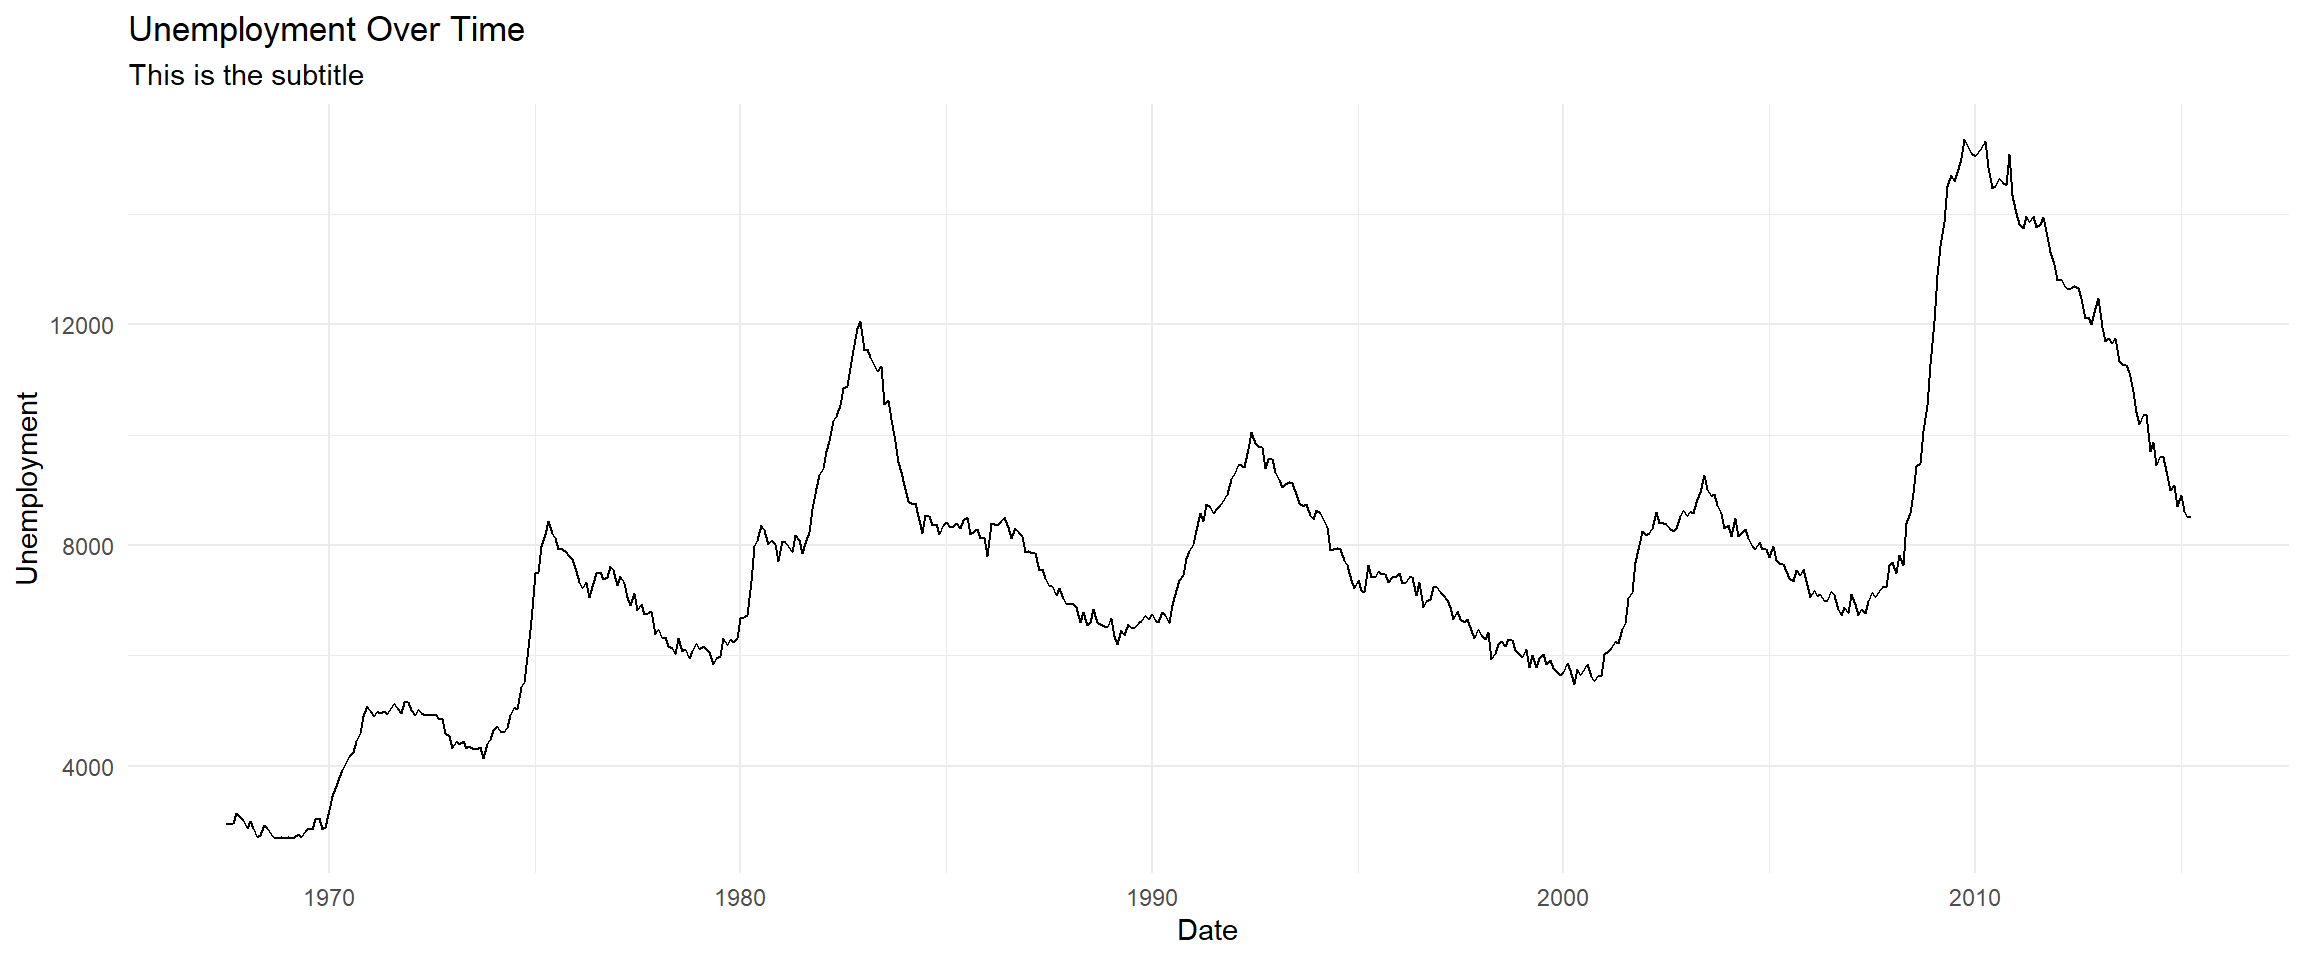 Unemployment Over Time
This is the subtitle
Unemployment
12000
8000
4000
1970 1980 1990 2000 2010
Date